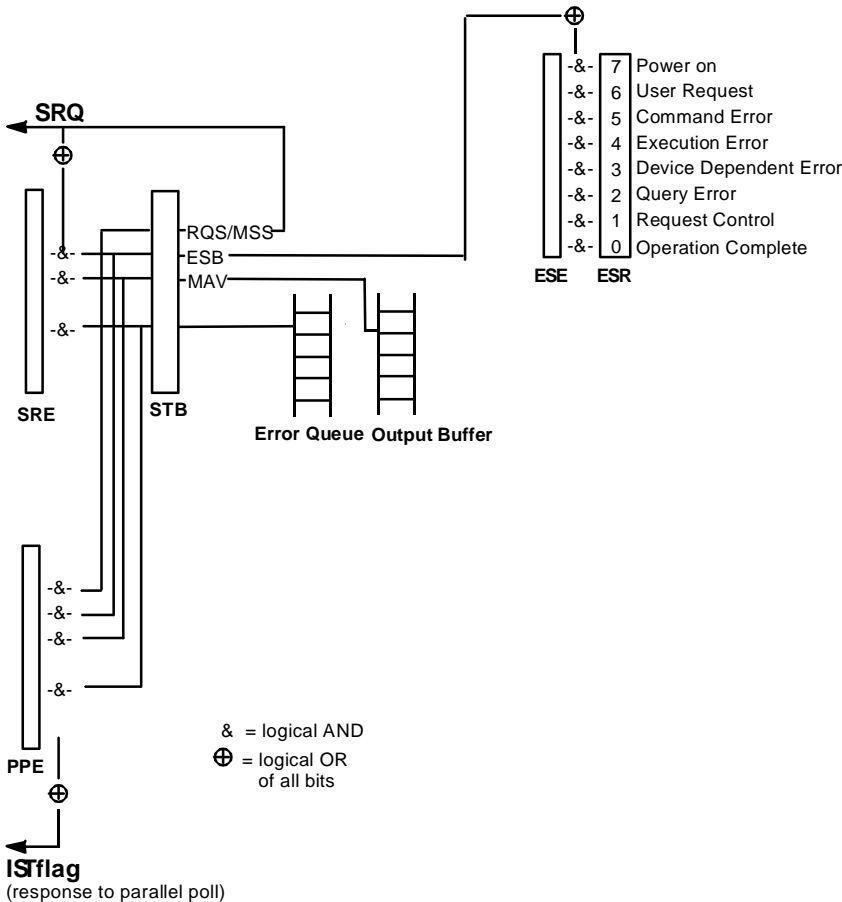 -&- 7 Power on
-&- 6 User Request
-&- 5 Command Error
-&- 4 Execution Error
-&- 3 Device Dependent Error
-&- 2 Query Error
-&- 1 Request Control
-&- 0 Operation Complete
ESE ESR
SRQ
RQS/MSS
-&- ESB
-&- MAV
-&-
SRE STB
Error Queue Output Buffer
-&-
-&-
-&-
-&-
PPE
& = logical AND
⊕ = logical OR
of all bits
ISTflag
(response to parallel poll)